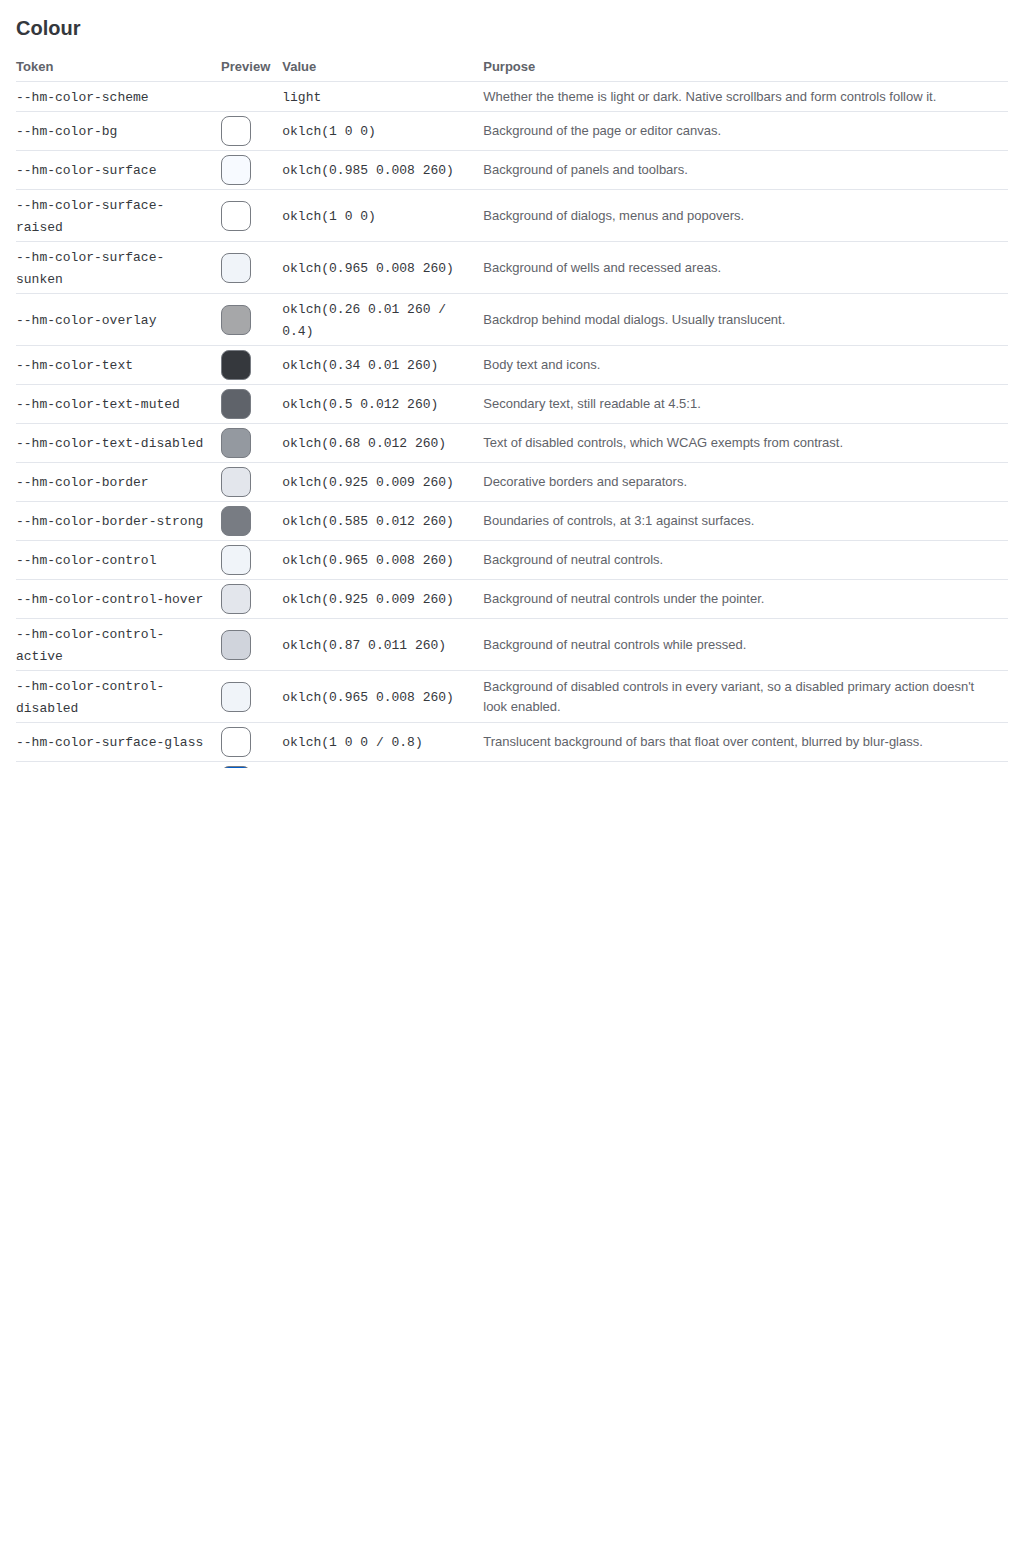 Colour
Token Preview Value Purpose
--hm-color-scheme light Whether the theme is light or dark. Native scrollbars and form controls follow it.
--hm-color-bg oklch(1 0 0) Background of the page or editor canvas.
--hm-color-surface oklch(0.985 0.008 260) Background of panels and toolbars.
--hm-color-surface-
raised oklch(1 0 0) Background of dialogs, menus and popovers.
--hm-color-surface-
sunken oklch(0.965 0.008 260) Background of wells and recessed areas.
--hm-color-overlay oklch(0.26 0.01 260 /
0.4) Backdrop behind modal dialogs. Usually translucent.
--hm-color-text oklch(0.34 0.01 260) Body text and icons.
--hm-color-text-muted oklch(0.5 0.012 260) Secondary text, still readable at 4.5:1.
--hm-color-text-disabled oklch(0.68 0.012 260) Text of disabled controls, which WCAG exempts from contrast.
--hm-color-border oklch(0.925 0.009 260) Decorative borders and separators.
--hm-color-border-strong oklch(0.585 0.012 260) Boundaries of controls, at 3:1 against surfaces.
--hm-color-control oklch(0.965 0.008 260) Background of neutral controls.
--hm-color-control-hover oklch(0.925 0.009 260) Background of neutral controls under the pointer.
--hm-color-control-
active oklch(0.87 0.011 260) Background of neutral controls while pressed.
--hm-color-control-
disabled oklch(0.965 0.008 260) Background of disabled controls in every variant, so a disabled primary action doesn't
look enabled.
--hm-color-surface-glass oklch(1 0 0 / 0.8) Translucent background of bars that float over content, blurred by blur-glass.